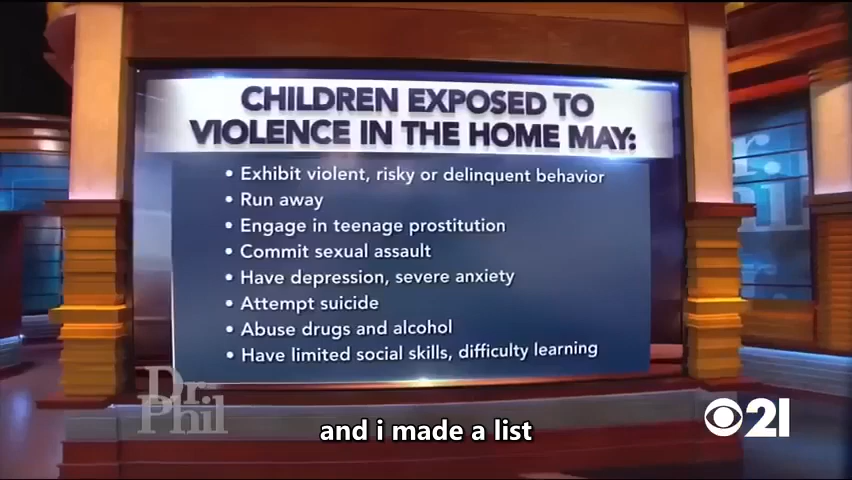 CHILDREN EXPOSED TO
VIOLENCE IN THE HOME MAY:
• Exhibit violent, risky or delinquent behavior
• Run away
• Engage in teenage prostitution
• Commit sexual assault
• Have depression, severe anxiety
• Attempt suicide
• Abuse drugs and alcohol
• Have limited social skills, difficulty learning
Dr.
Phil
and i made a list
21
r.
hil